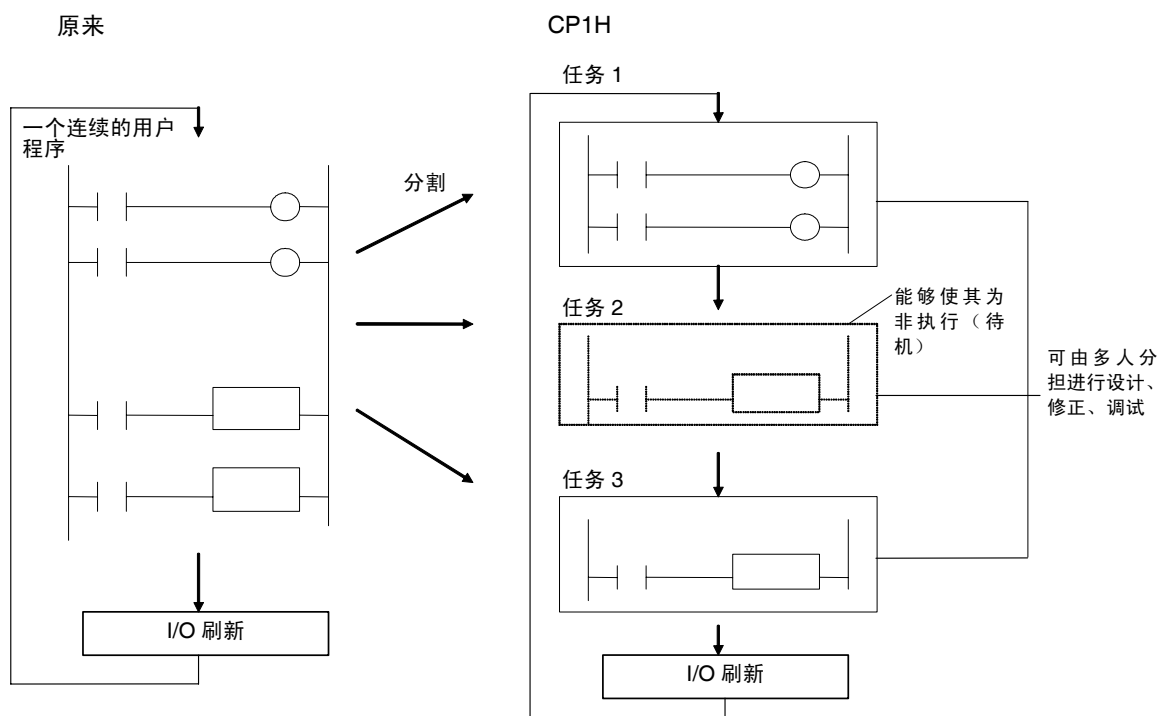 原来
CP1H
一个连续的用户
程序
分割
I/O 刷新
任务 1
任务 2
能够使其为
非执行（待
机）
可由多人分
担进行设计、
修正、调试
任务 3
I/O 刷新